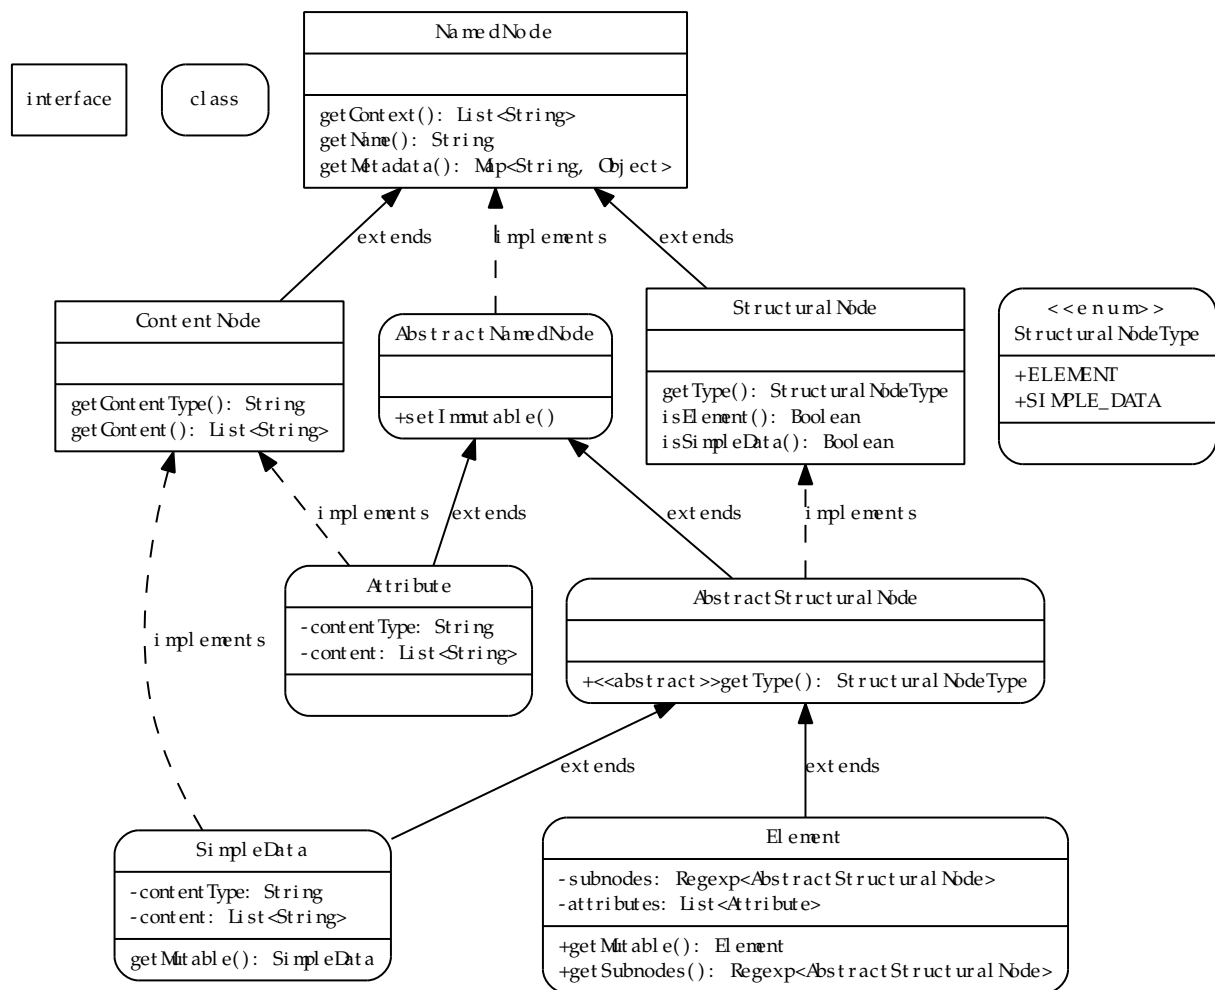 NamedNode
interface
class
getContext(): List<String>
getName(): String
getMetadata(): Map<String, Object>
extends
implements
extends
ContentNode
getContentType(): String
getContent(): List<String>
AbstractNamedNode
+setImmutable()
StructuralNode
getType(): StructuralNodeType
isElement(): Boolean
isSimpleData(): Boolean
<<enum>>
StructuralNodeType
+ELEMENT
+SIMPLE_DATA
implements
extends
extends
implements
Attribute
-contentType: String
-content: List<String>
AbstractStructuralNode
+<<abstract>>getType(): StructuralNodeType
implements
extends
extends
SimpleData
-contentType: String
-content: List<String>
getMutable(): SimpleData
Element
-subnodes: Regexp<AbstractStructuralNode>
-attributes: List<Attribute>
+getMutable(): Element
+getSubnodes(): Regexp<AbstractStructuralNode>